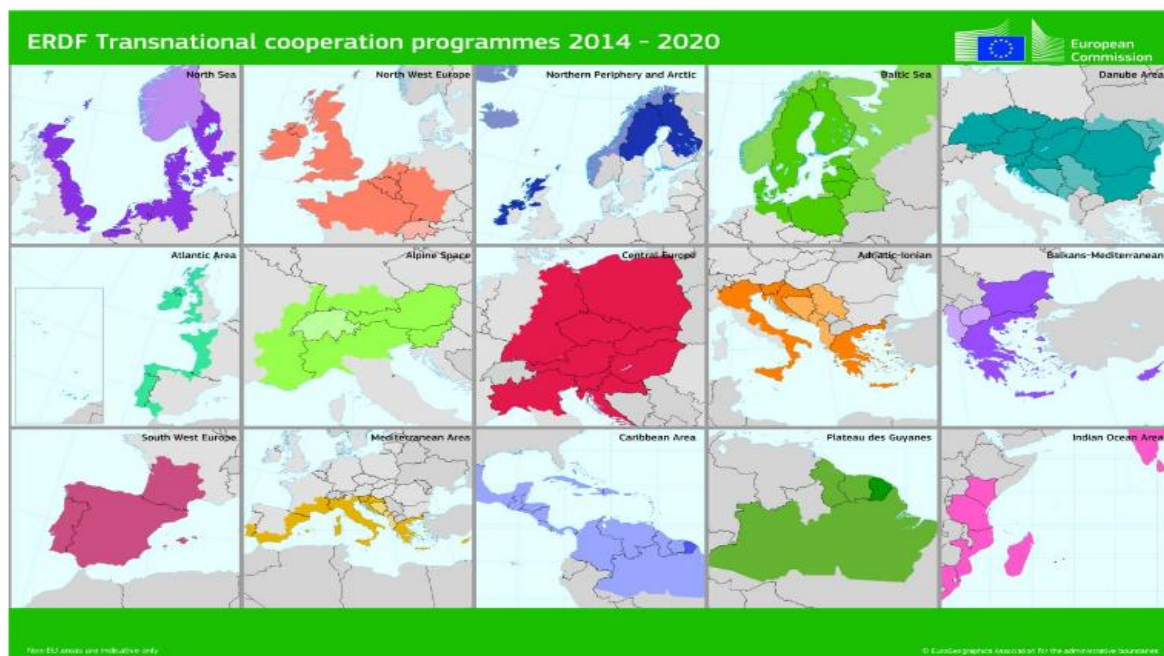 ERDF Transnational cooperation programmes 2014 - 2020
European
Commission
North Sea
North West Europe
Northern Periphery and Arctic
Baltic Sea
Danube Area
Atlantic Area
Alpine Space
Central Europe
Adriatic-Ionian
Balkans-Mediterranean
South West Europe
Mediterranean Area
Caribbean Area
Plateau des Guyanes
Indian Ocean Area
Non-EU areas are indicative only
© EuroGeographics Association for the administrative boundaries